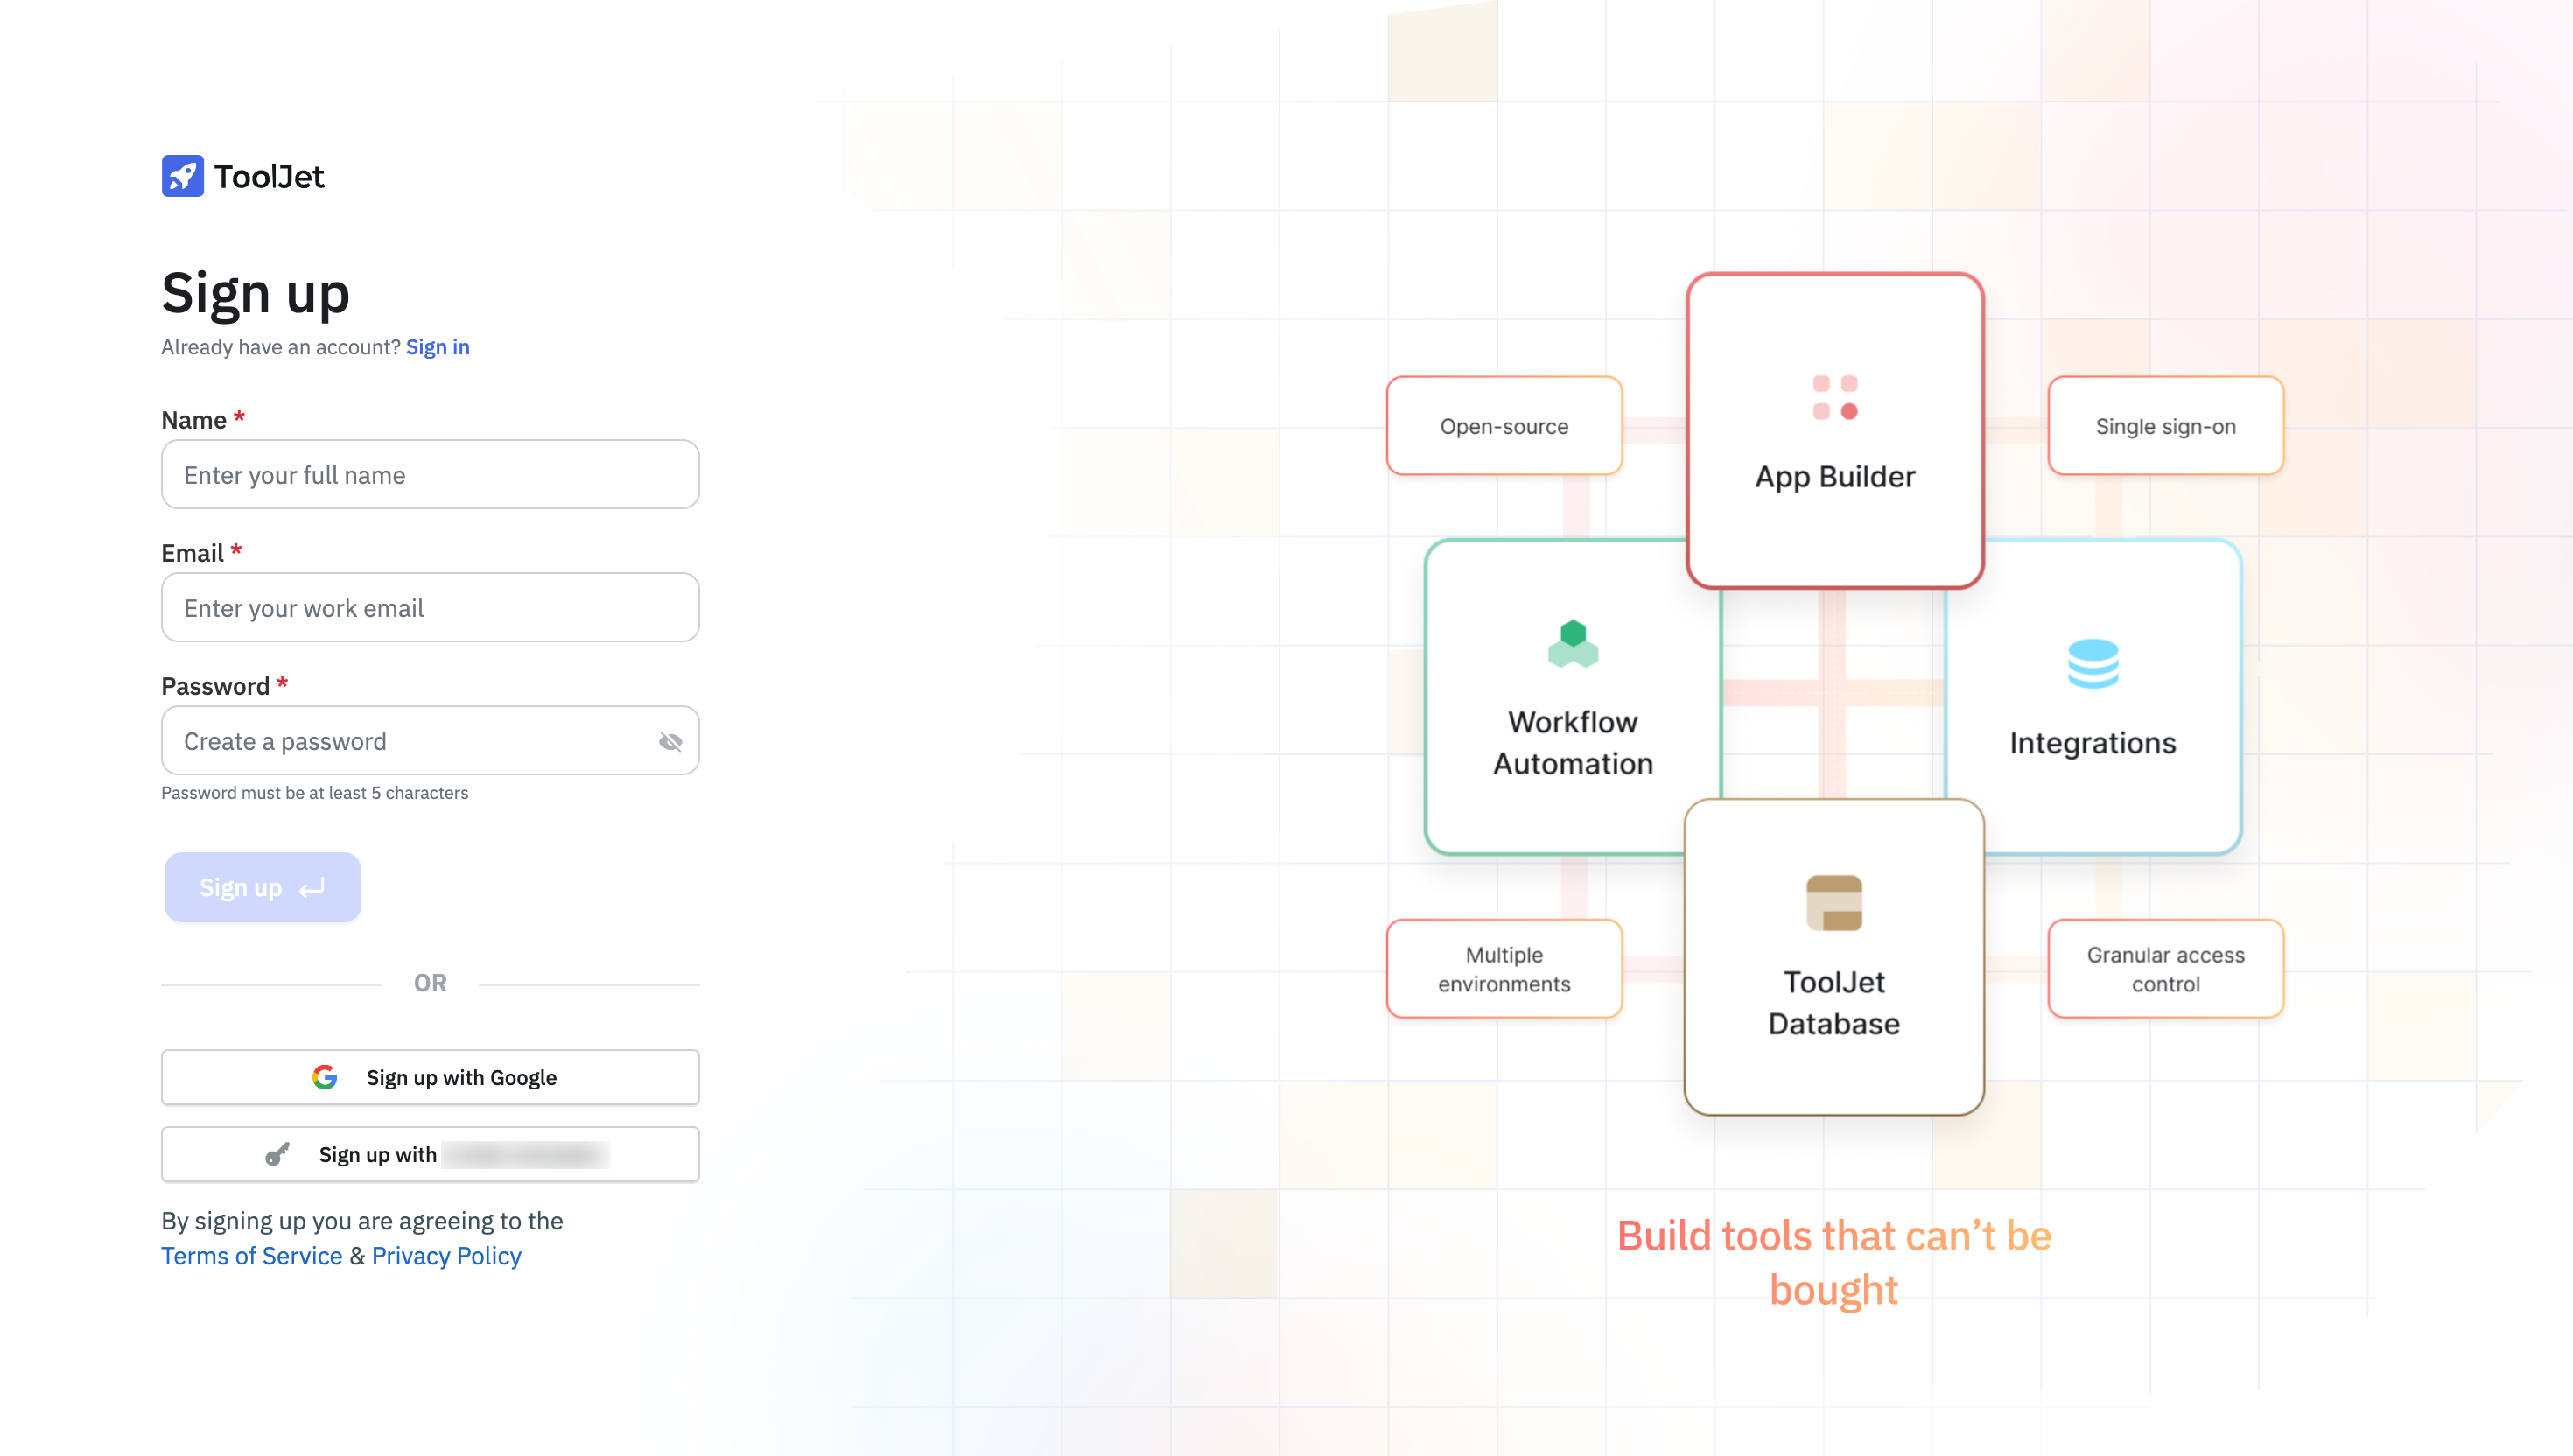 ToolJet
Sign up
Already have an account? Sign in
Name *
Enter your full name
Email *
Enter your work email
Password *
Create a password
Password must be at least 5 characters
Sign up
OR
Sign up with Google
Sign up with
By signing up you are agreeing to the
Terms of Service & Privacy Policy
Open-source
App Builder
Single sign-on
Workflow
Automation
Integrations
Multiple
environments
ToolJet
Database
Granular access
control
Build tools that can’t be
bought